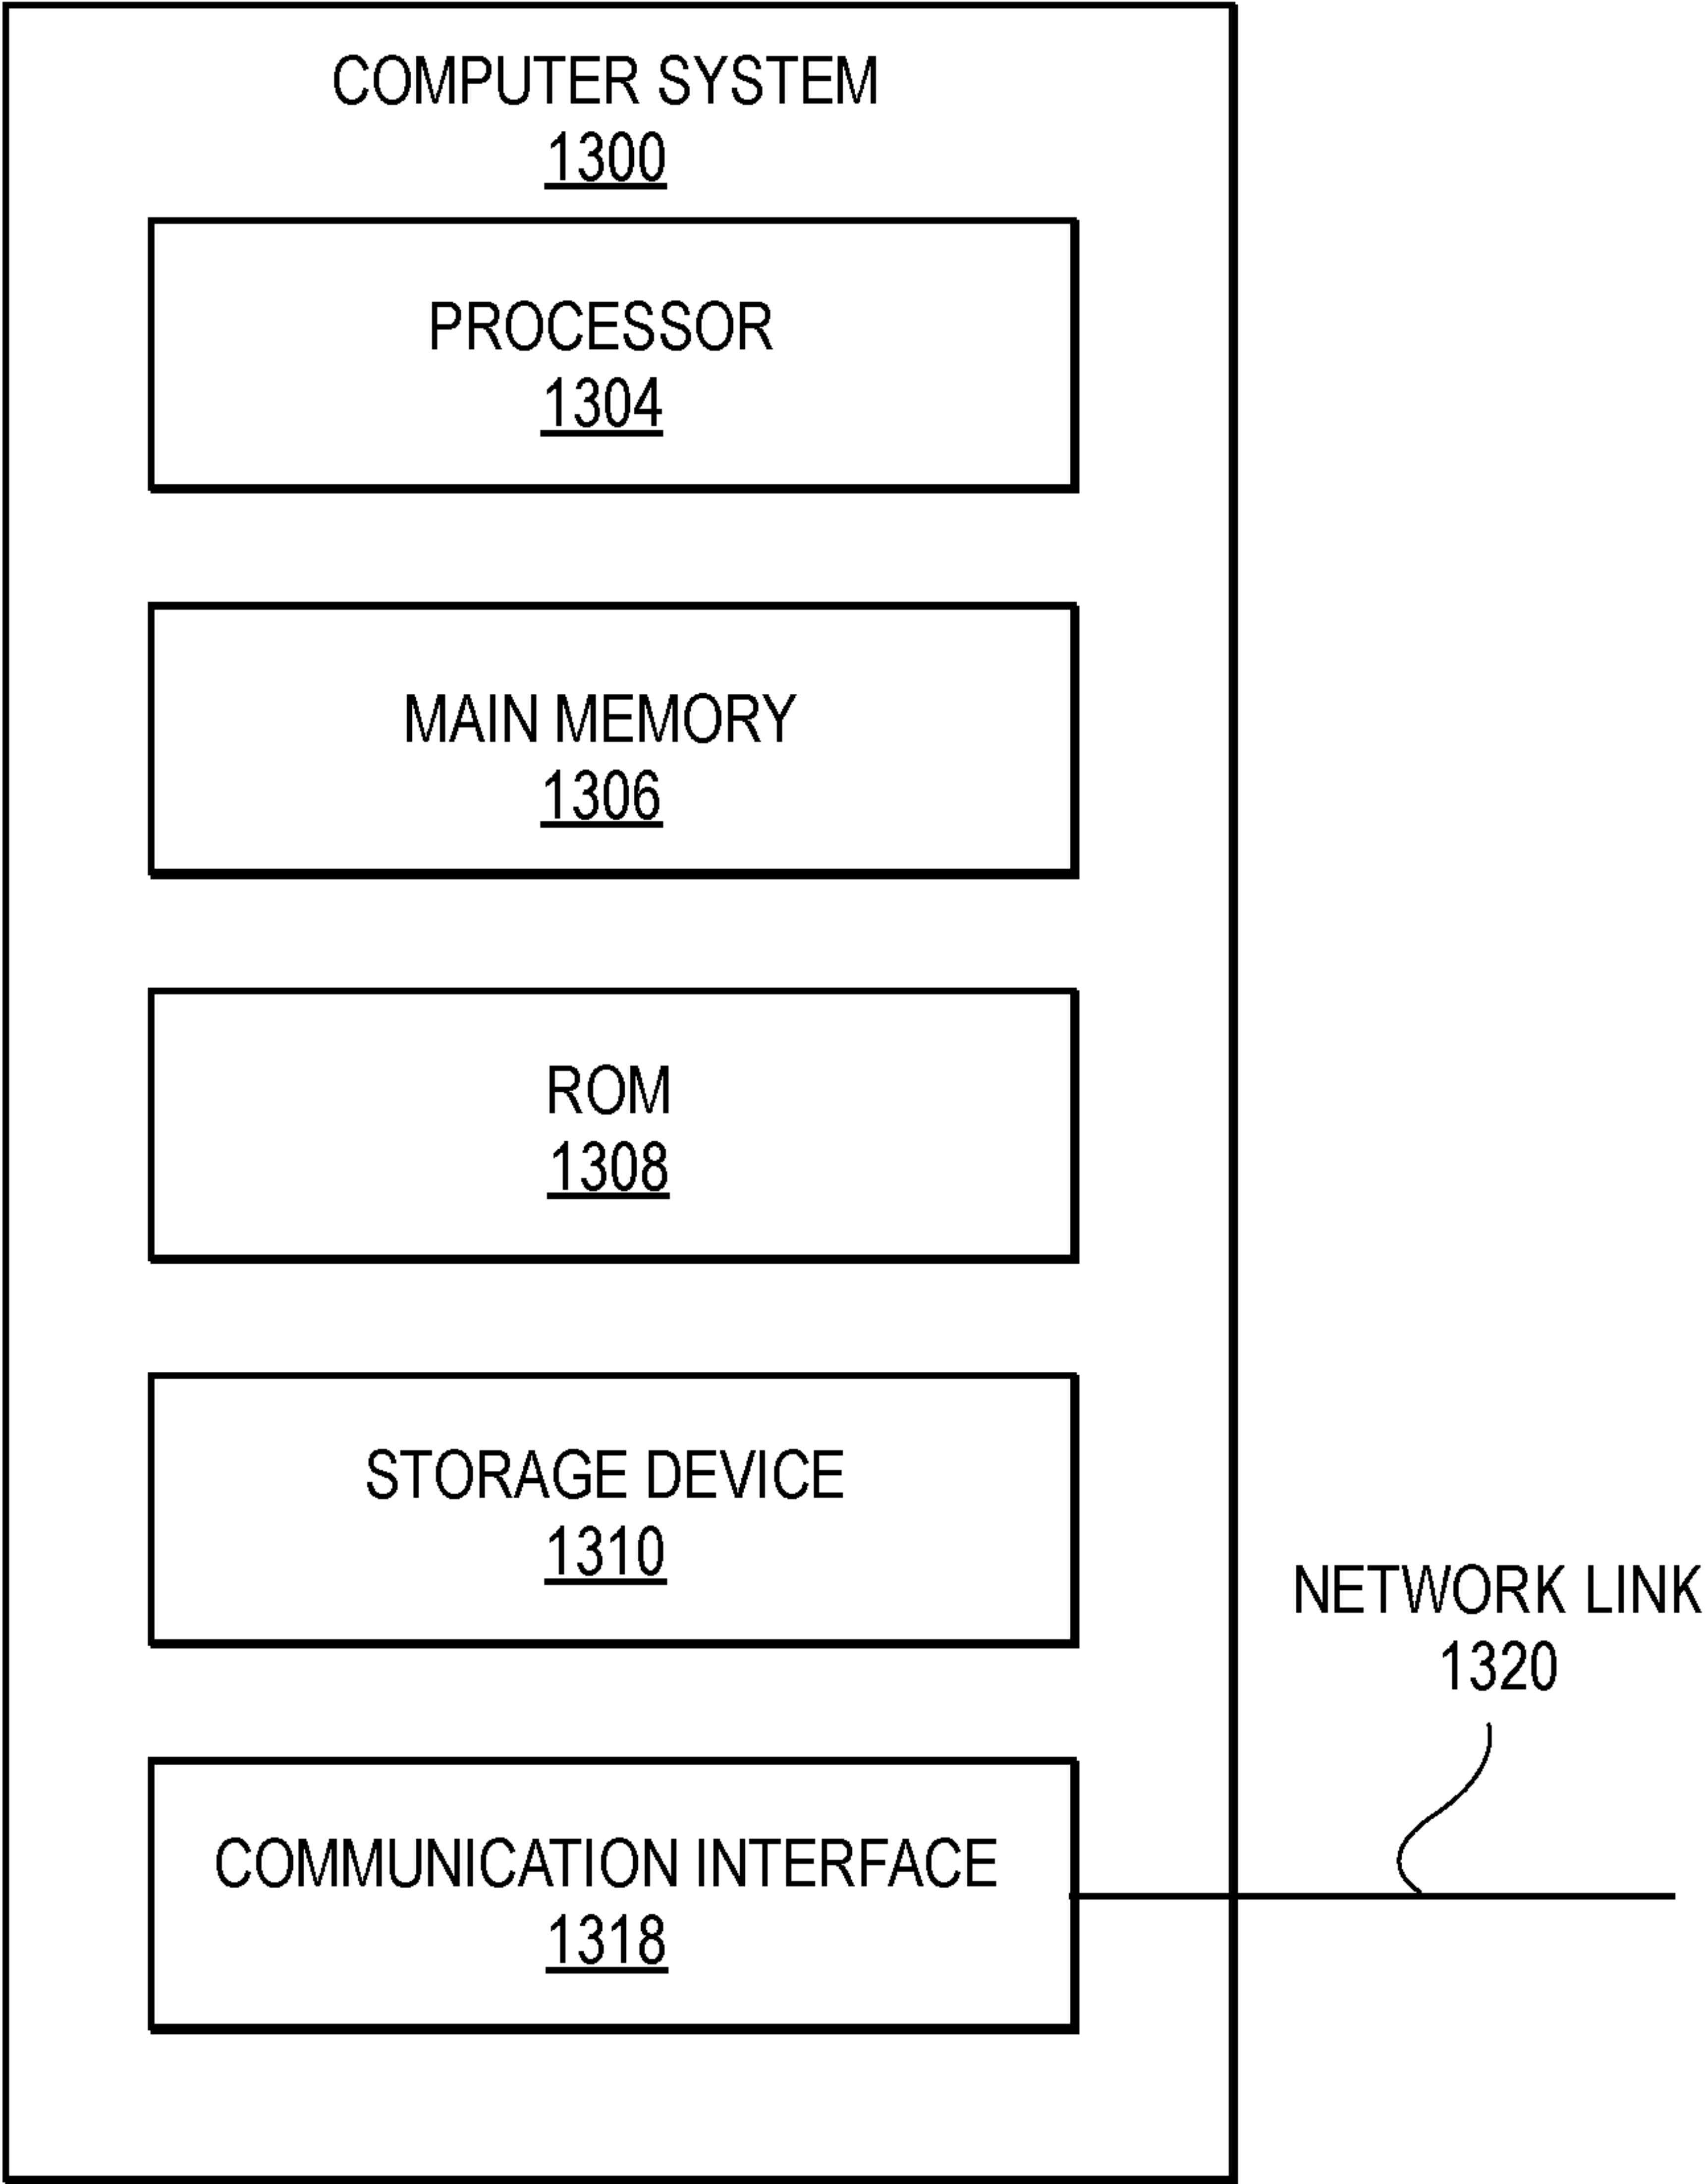 COMPUTER SYSTEM
1300
PROCESSOR
1304
MAIN MEMORY
1306
ROM
1308
STORAGE DEVICE
1310
NETWORK LINK
1320
COMMUNICATION INTERFACE
1318